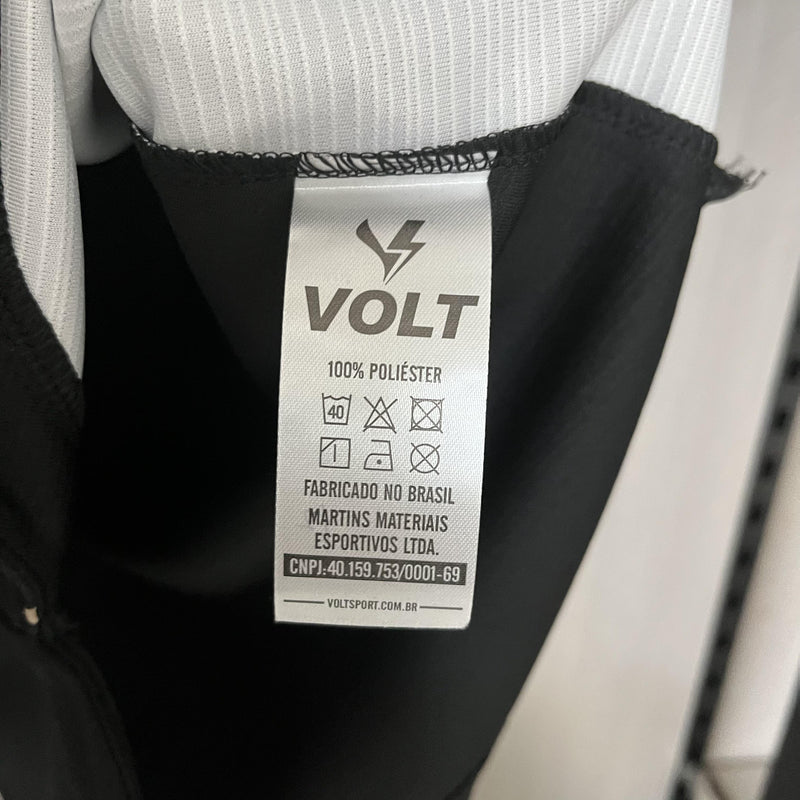 VOLT
100% POLIÉSTER
40
FABRICADO NO BRASIL
MARTINS MATERIAIS
ESPORTIVOS LTDA.
CNPJ:40.159.753/0001-69
VOLTSPORT.COM.BR